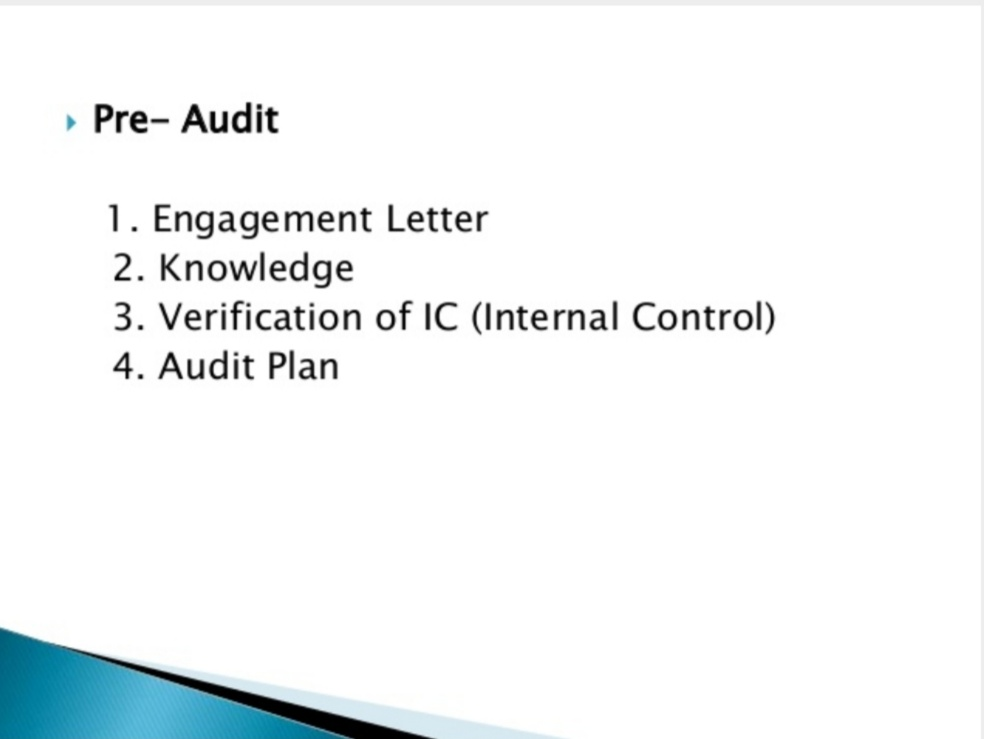 Pre- Audit
1. Engagement Letter
2. Knowledge
3. Verification of IC (Internal Control)
4. Audit Plan